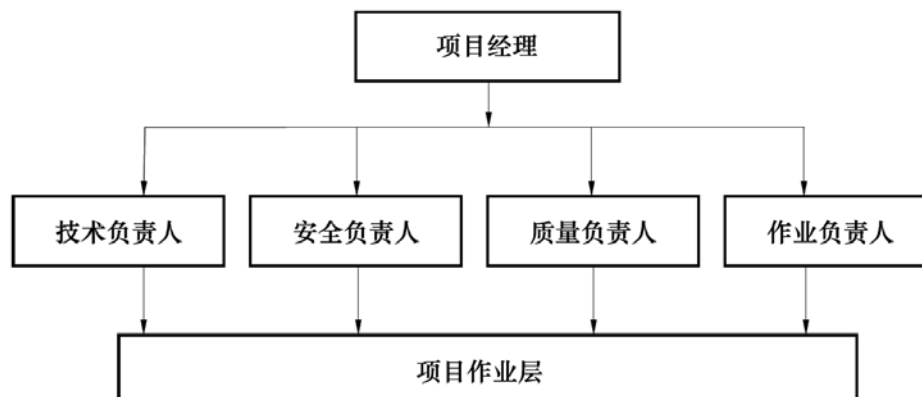 项目经理
技术负责人
安全负责人
质量负责人
作业负责人
项目作业层